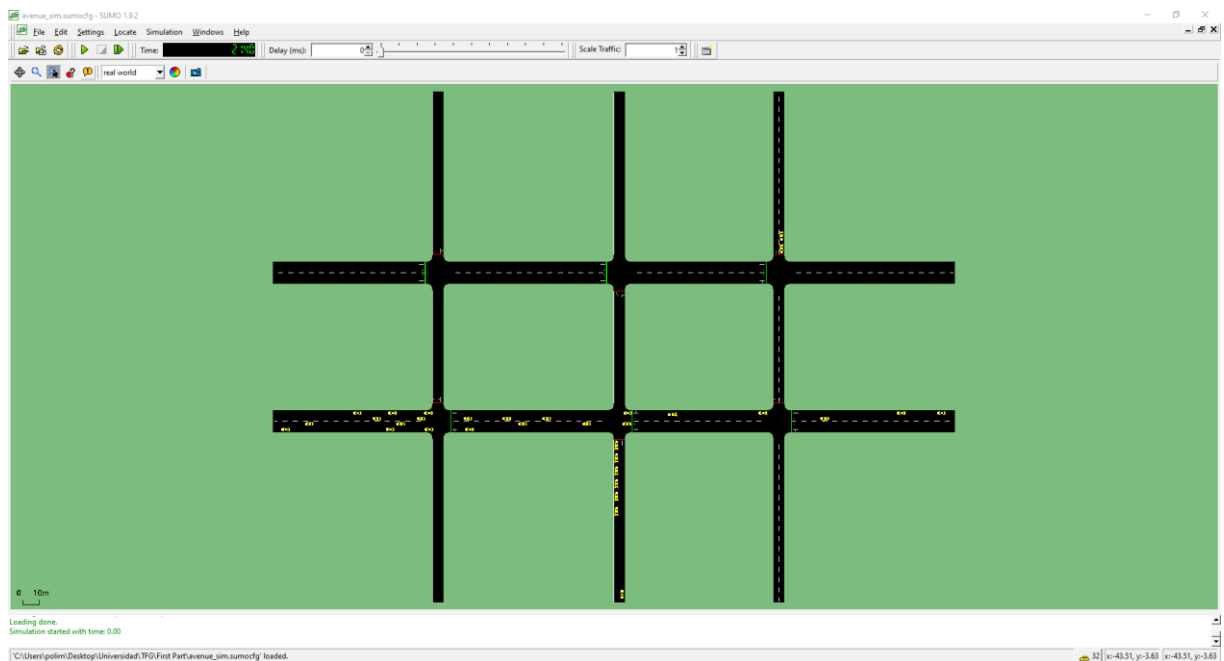 avenue_sim.sumocfg - SUMO 1.9.2
File Edit Settings Locate Simulation Windows Help
Time: 2140 Delay (ms): 0 Scale Traffic: 1
real world
0 10m
Loading done.
Simulation started with time: 0.00
'C:\Users\polim\Desktop\Universidad\TFG\First Part\avenue_sim.sumocfg' loaded. 32 x:-43.51, y:-3.63 x:-43.51, y:-3.63